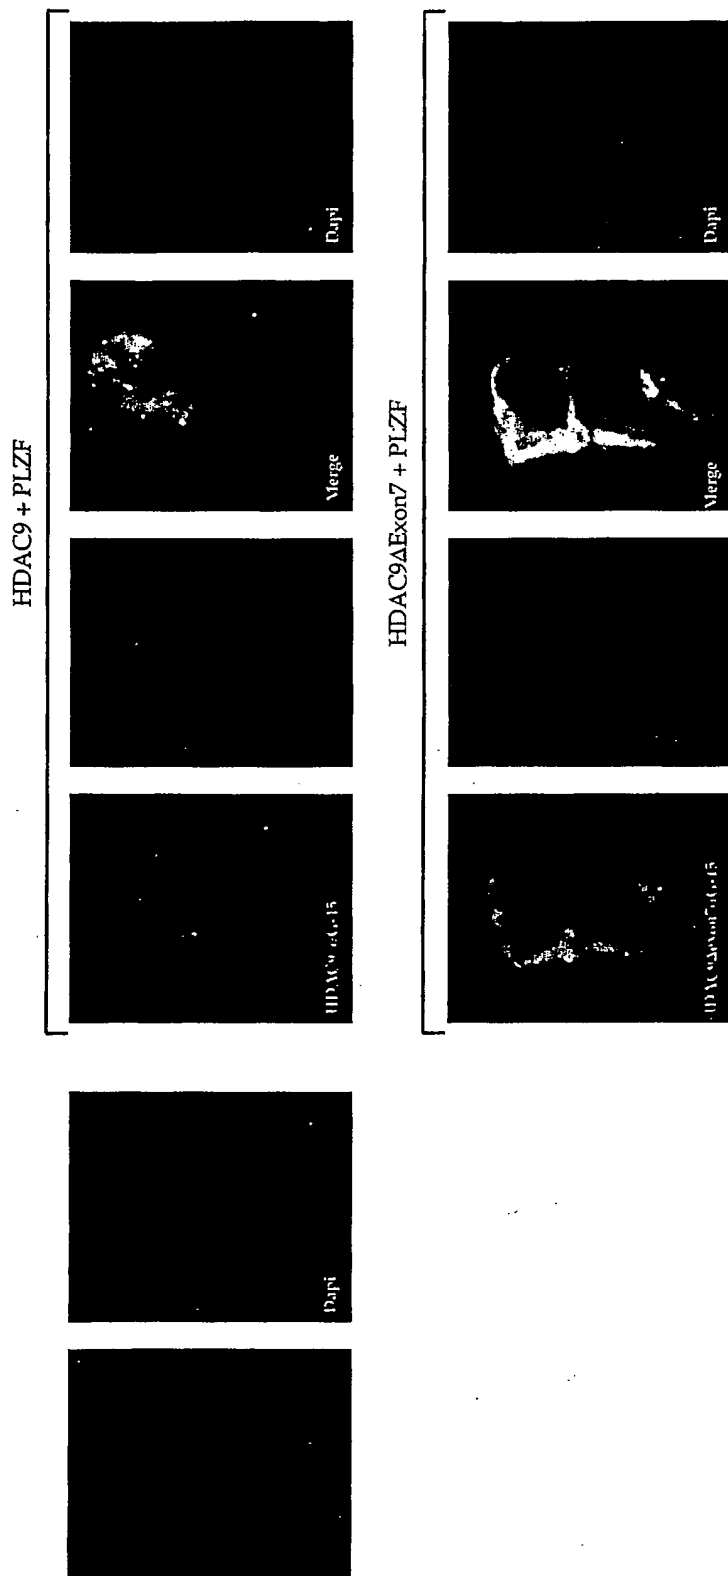 HDAC9 + PLZF
Dapi
Merge
Dapi
HDAC9ΔExon7 + PLZF
Merge
Dapi